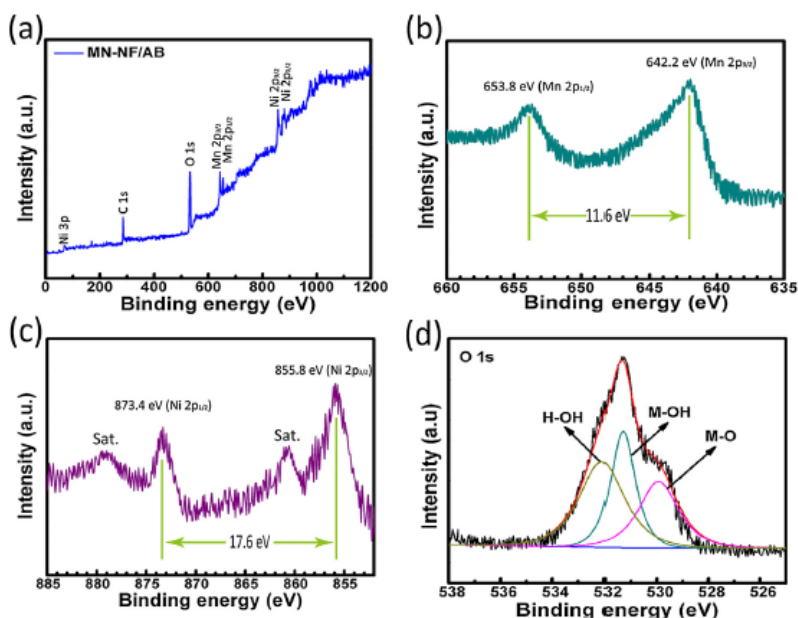 (a)
MN-NF/AB
Ni 3p
C 1s
O 1s
Mn 2p₃/₂
Mn 2p₁/₂
Ni 2p₃/₂
Ni 2p₁/₂
Intensity (a.u.)
0 200 400 600 800 1000 1200
Binding energy (eV)
(b)
653.8 eV (Mn 2p₁/₂)
642.2 eV (Mn 2p₃/₂)
11.6 eV
Intensity (a.u.)
660 655 650 645 640 635
Binding energy (eV)
(c)
873.4 eV (Ni 2p₁/₂)
855.8 eV (Ni 2p₃/₂)
Sat.
Sat.
17.6 eV
Intensity (a.u.)
885 880 875 870 865 860 855
Binding energy (eV)
(d)
O 1s
H-OH
M-OH
M-O
Intensity (a.u)
538 536 534 532 530 528 526
Binding energy (eV)